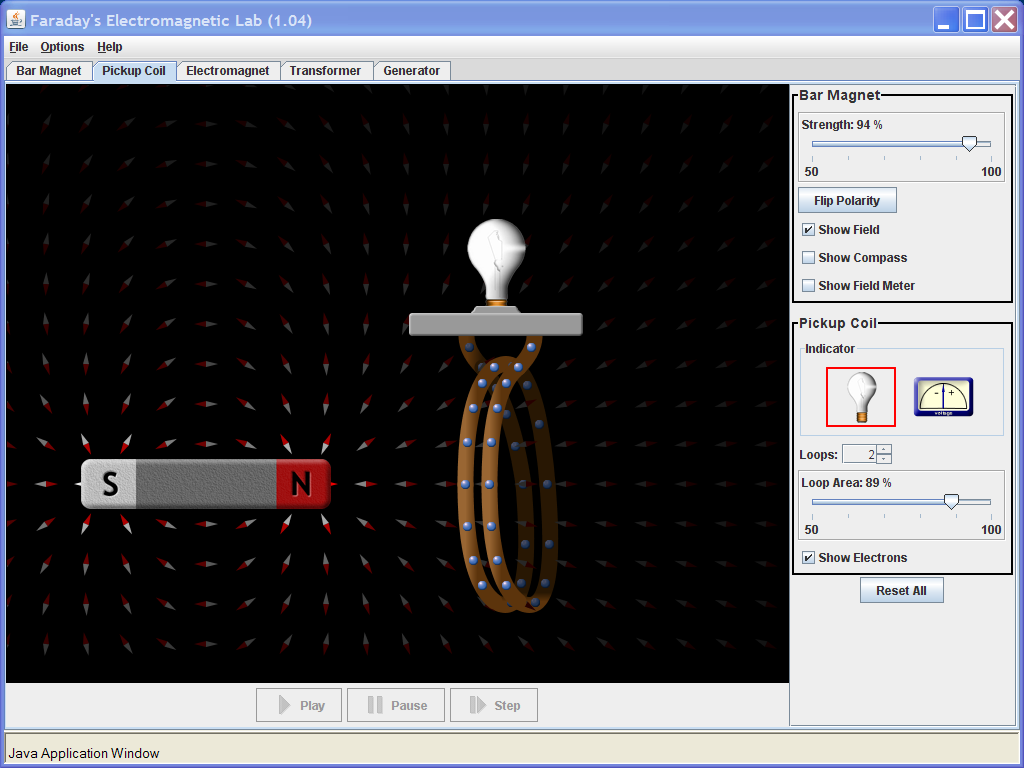 Faraday's Electromagnetic Lab (1.04)
File Options Help
Bar Magnet Pickup Coil Electromagnet Transformer Generator
Bar Magnet
Strength: 94 %
50 100
Flip Polarity
Show Field
Show Compass
Show Field Meter
Pickup Coil
Indicator
- +
voltage
Loops: 2
Loop Area: 89 %
50 100
Show Electrons
Reset All
S N
Play Pause Step
Java Application Window